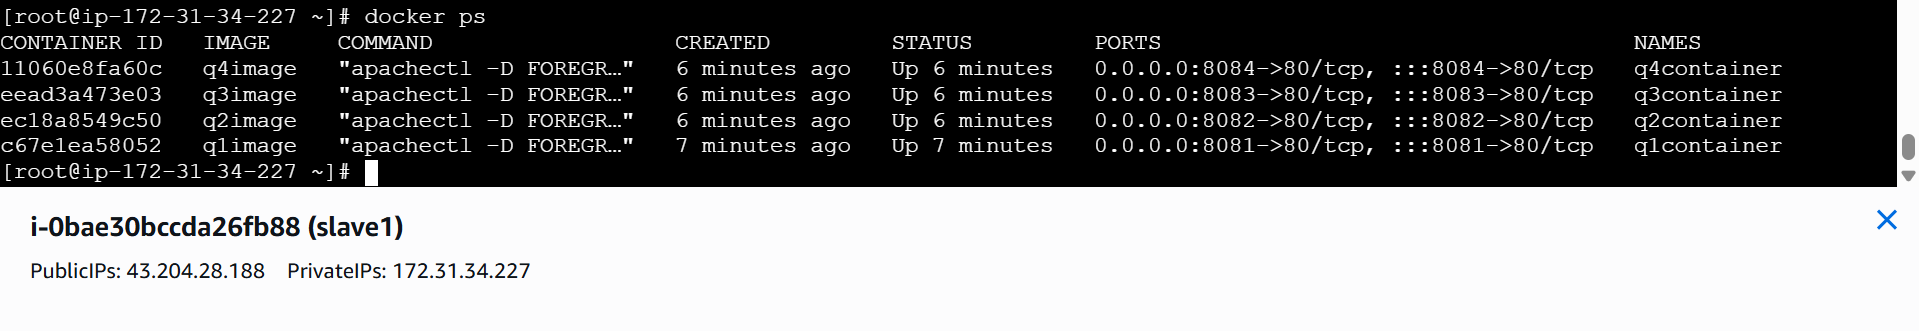 [root@ip-172-31-34-227 ~]# docker ps
CONTAINER ID   IMAGE     COMMAND                  CREATED         STATUS         PORTS                                   NAMES
11060e8fa60c   q4image   "apachectl -D FOREGR…"   6 minutes ago   Up 6 minutes   0.0.0.0:8084->80/tcp, :::8084->80/tcp   q4container
eead3a473e03   q3image   "apachectl -D FOREGR…"   6 minutes ago   Up 6 minutes   0.0.0.0:8083->80/tcp, :::8083->80/tcp   q3container
ec18a8549c50   q2image   "apachectl -D FOREGR…"   6 minutes ago   Up 6 minutes   0.0.0.0:8082->80/tcp, :::8082->80/tcp   q2container
c67e1ea58052   q1image   "apachectl -D FOREGR…"   7 minutes ago   Up 7 minutes   0.0.0.0:8081->80/tcp, :::8081->80/tcp   q1container
[root@ip-172-31-34-227 ~]#
i-0bae30bccda26fb88 (slave1)
PublicIPs: 43.204.28.188   PrivateIPs: 172.31.34.227